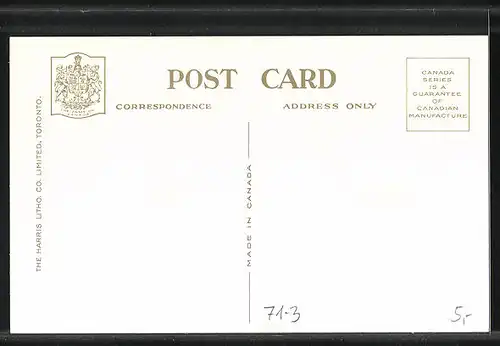 POST CARD
CORRESPONDENCE
ADDRESS ONLY
CANADA
SERIES
IS A
GUARANTEE
OF
CANADIAN
MANUFACTURE
THE HARRIS LITHO. CO. LIMITED, TORONTO.
MADE IN CANADA
71-3
5,-